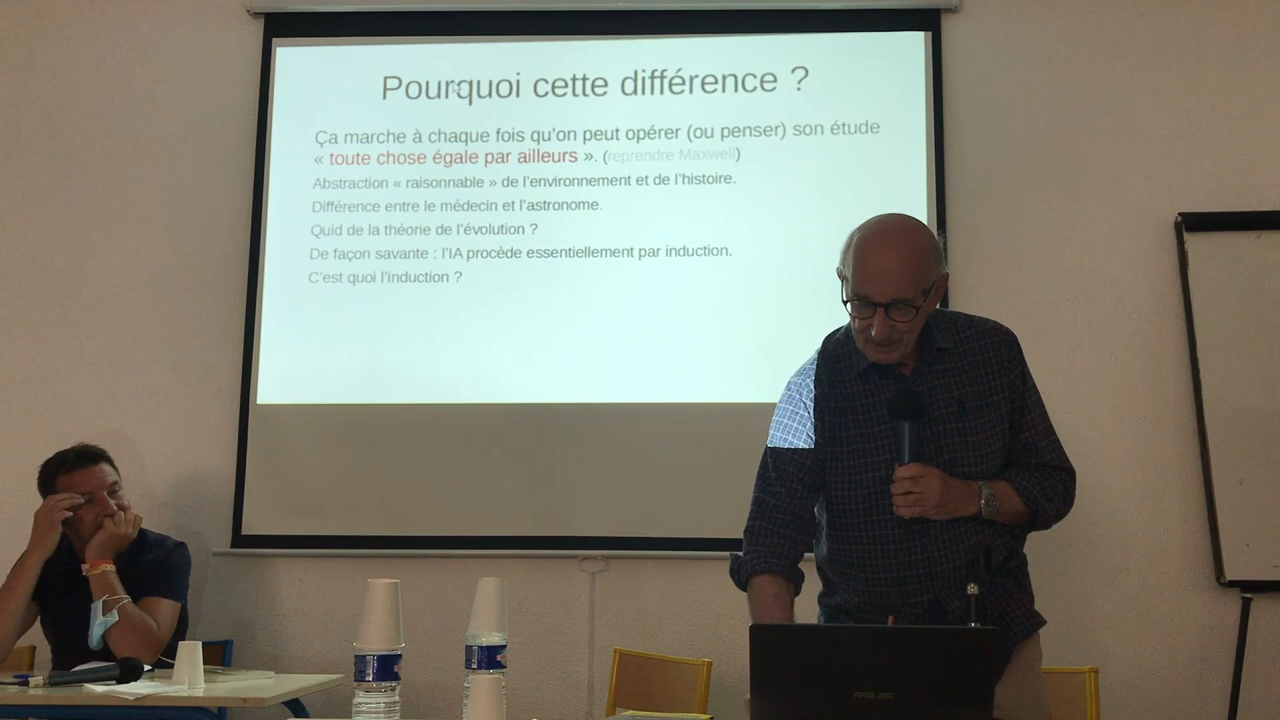 Pourquoi cette différence ?
Ça marche à chaque fois qu'on peut opérer (ou penser) son étude
« toute chose égale par ailleurs ». (reprendre Maxwell)
Abstraction « raisonnable » de l'environnement et de l'histoire.
Différence entre le médecin et l'astronome.
Quid de la théorie de l'évolution ?
De façon savante : l'IA procède essentiellement par induction.
C'est quoi l'induction ?